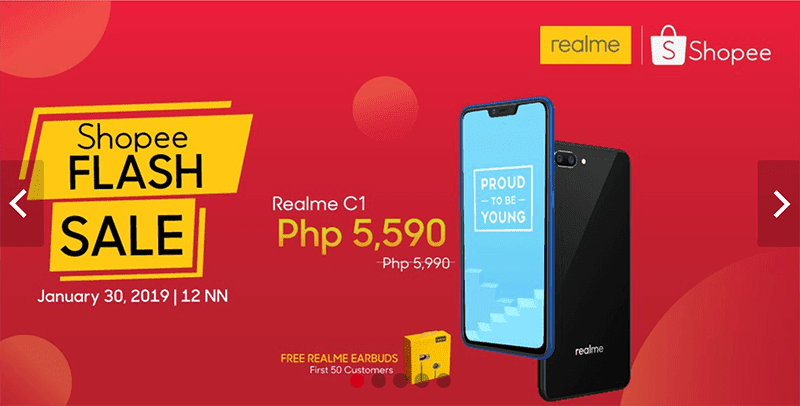 realme
S
Shopee
Shopee
FLASH
SALE
January 30, 2019 | 12 NN
Realme C1
Php 5,590
Php 5,990
PROUD
TO BE
YOUNG
realme
FREE REALME EARBUDS
First 50 Customers